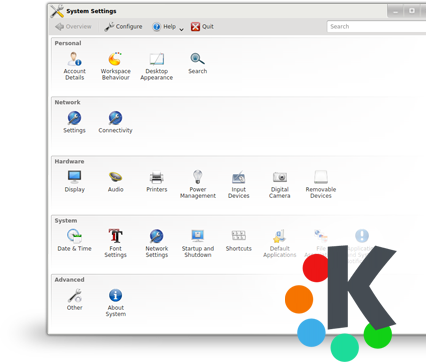 System Settings
Overview Configure Help Quit Search
Personal
Account Details
Workspace Behaviour
Desktop Appearance
Search
Network
Settings
Connectivity
Hardware
Display
Audio
Printers
Power Management
Input Devices
Digital Camera
Removable Devices
System
Date & Time
Font Settings
Network Settings
Startup and Shutdown
Shortcuts
Default Applications
Advanced
Other
About System
K